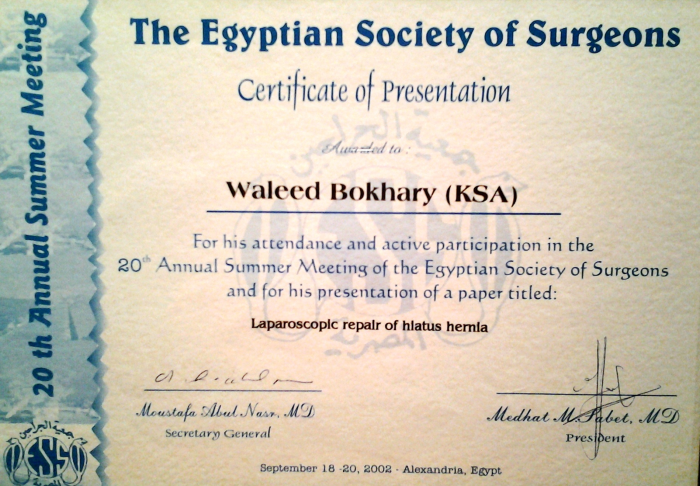 The Egyptian Society of Surgeons
Certificate of Presentation
Awarded to :
Waleed Bokhary (KSA)
For his attendance and active participation in the
20th Annual Summer Meeting of the Egyptian Society of Surgeons
and for his presentation of a paper titled:
Laparoscopic repair of hiatus hernia
Moustafa Abul Nasr, MD
Secretary General
Medhat M. Sabet, MD
President
September 18 -20, 2002 - Alexandria, Egypt
20 th Annual Summer Meeting
ESS